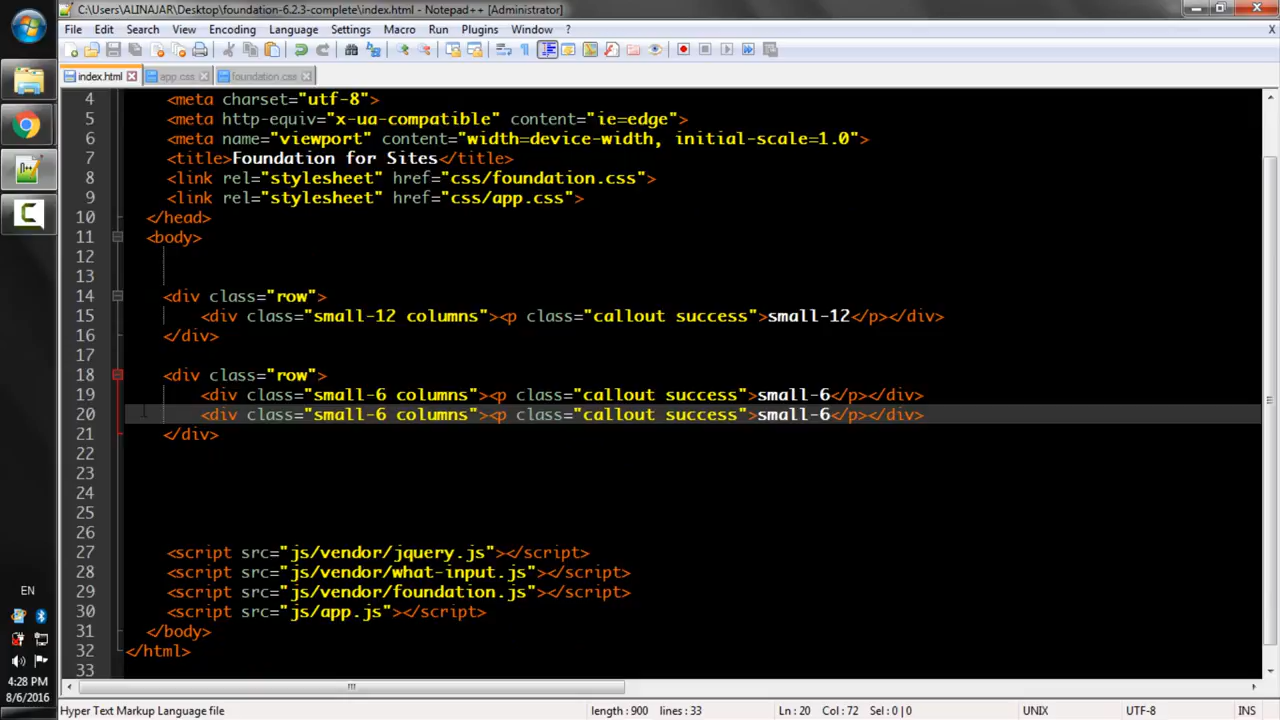 C:\Users\ALINAJAR\Desktop\foundation-6.2.3-complete\index.html - Notepad++ [Administrator]
File Edit Search View Encoding Language Settings Macro Run Plugins Window ? X
index.html app.css foundation.css
4 <meta charset="utf-8">
5 <meta http-equiv="x-ua-compatible" content="ie=edge">
6 <meta name="viewport" content="width=device-width, initial-scale=1.0">
7 <title>Foundation for Sites</title>
8 <link rel="stylesheet" href="css/foundation.css">
9 <link rel="stylesheet" href="css/app.css">
10 </head>
11 <body>
12
13
14 <div class="row">
15 <div class="small-12 columns"><p class="callout success">small-12</p></div>
16 </div>
17
18 <div class="row">
19 <div class="small-6 columns"><p class="callout success">small-6</p></div>
20 <div class="small-6 columns"><p class="callout success">small-6</p></div>
21 </div>
22
23
24
25
26
27 <script src="js/vendor/jquery.js"></script>
28 <script src="js/vendor/what-input.js"></script>
29 <script src="js/vendor/foundation.js"></script>
30 <script src="js/app.js"></script>
31 </body>
32 </html>
33
EN
4:28 PM
8/6/2016
Hyper Text Markup Language file length : 900 lines : 33 Ln : 20 Col : 72 Sel : 0 | 0 UNIX UTF-8 INS